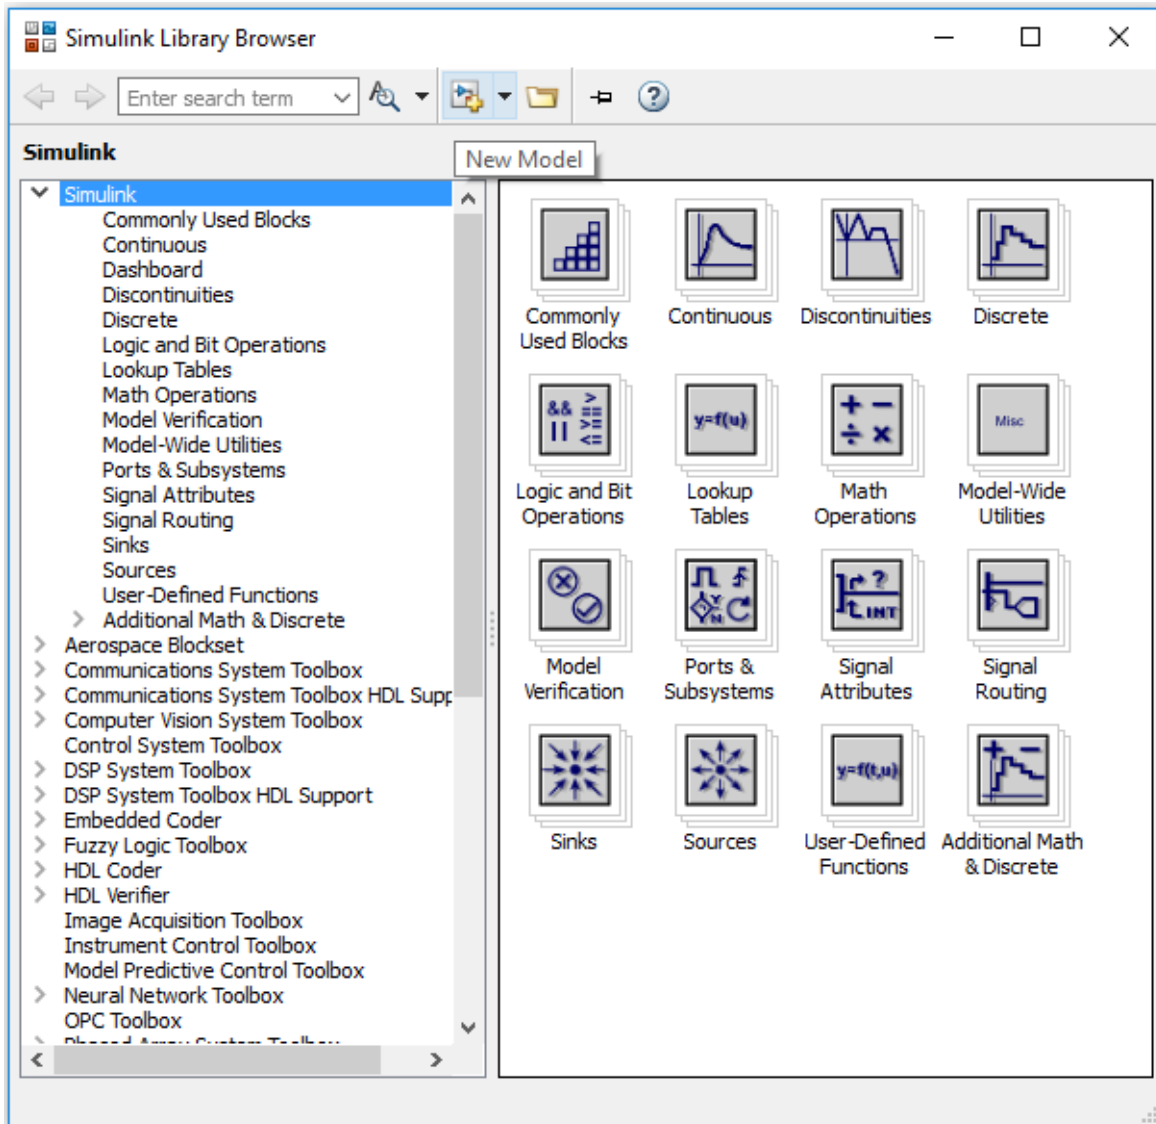 Simulink Library Browser
Enter search term
Simulink
New Model
Simulink
Commonly Used Blocks
Continuous
Dashboard
Discontinuities
Discrete
Logic and Bit Operations
Lookup Tables
Math Operations
Model Verification
Model-Wide Utilities
Ports & Subsystems
Signal Attributes
Signal Routing
Sinks
Sources
User-Defined Functions
Additional Math & Discrete
Aerospace Blockset
Communications System Toolbox
Communications System Toolbox HDL Supp
Computer Vision System Toolbox
Control System Toolbox
DSP System Toolbox
DSP System Toolbox HDL Support
Embedded Coder
Fuzzy Logic Toolbox
HDL Coder
HDL Verifier
Image Acquisition Toolbox
Instrument Control Toolbox
Model Predictive Control Toolbox
Neural Network Toolbox
OPC Toolbox
Phased Array System Toolbox
Commonly
Used Blocks
Continuous
Discontinuities
Discrete
&& >
==
|| >=
<=
y=f(u)
+ −
÷ ×
Misc
Logic and Bit
Operations
Lookup
Tables
Math
Operations
Model-Wide
Utilities
Y
N
?
INT
Model
Verification
Ports &
Subsystems
Signal
Attributes
Signal
Routing
y=f(t,u)
+ −
Sinks
Sources
User-Defined
Functions
Additional Math
& Discrete